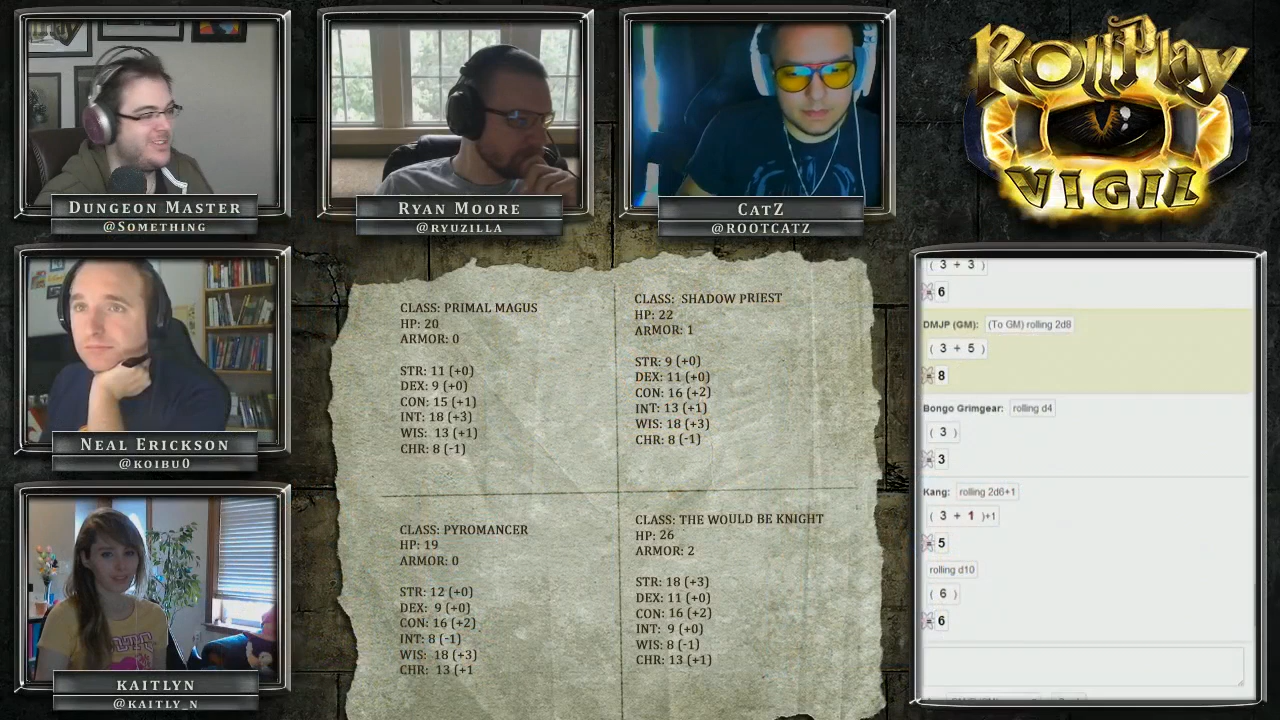 Dungeon Master
@Something
Ryan Moore
@ryuzilla
CatZ
@rootcatz
RollPlay
VIGIL
Neal Erickson
@koibu0
Kaitlyn
@kaitly_n
CLASS: PRIMAL MAGUS
HP: 20
ARMOR: 0
STR: 11 (+0)
DEX: 9 (+0)
CON: 15 (+1)
INT: 18 (+3)
WIS: 13 (+1)
CHR: 8 (-1)
CLASS: SHADOW PRIEST
HP: 22
ARMOR: 1
STR: 9 (+0)
DEX: 11 (+0)
CON: 16 (+2)
INT: 13 (+1)
WIS: 18 (+3)
CHR: 8 (-1)
CLASS: PYROMANCER
HP: 19
ARMOR: 0
STR: 12 (+0)
DEX: 9 (+0)
CON: 16 (+2)
INT: 8 (-1)
WIS: 18 (+3)
CHR: 13 (+1
CLASS: THE WOULD BE KNIGHT
HP: 26
ARMOR: 2
STR: 18 (+3)
DEX: 11 (+0)
CON: 16 (+2)
INT: 9 (+0)
WIS: 8 (-1)
CHR: 13 (+1)
( 3 + 3 )
= 6
DMJP (GM): (To GM) rolling 2d8
( 3 + 5 )
= 8
Bongo Grimgear: rolling d4
( 3 )
= 3
Kang: rolling 2d6+1
( 3 + 1 )+1
= 5
rolling d10
( 6 )
= 6